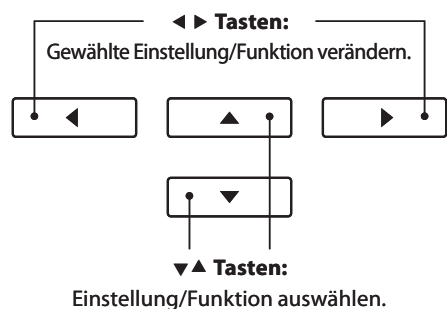 ◀ ▶ Tasten:
Gewählte Einstellung/Funktion verändern.
◀ ▲ ▶
▼
▼▲ Tasten:
Einstellung/Funktion auswählen.